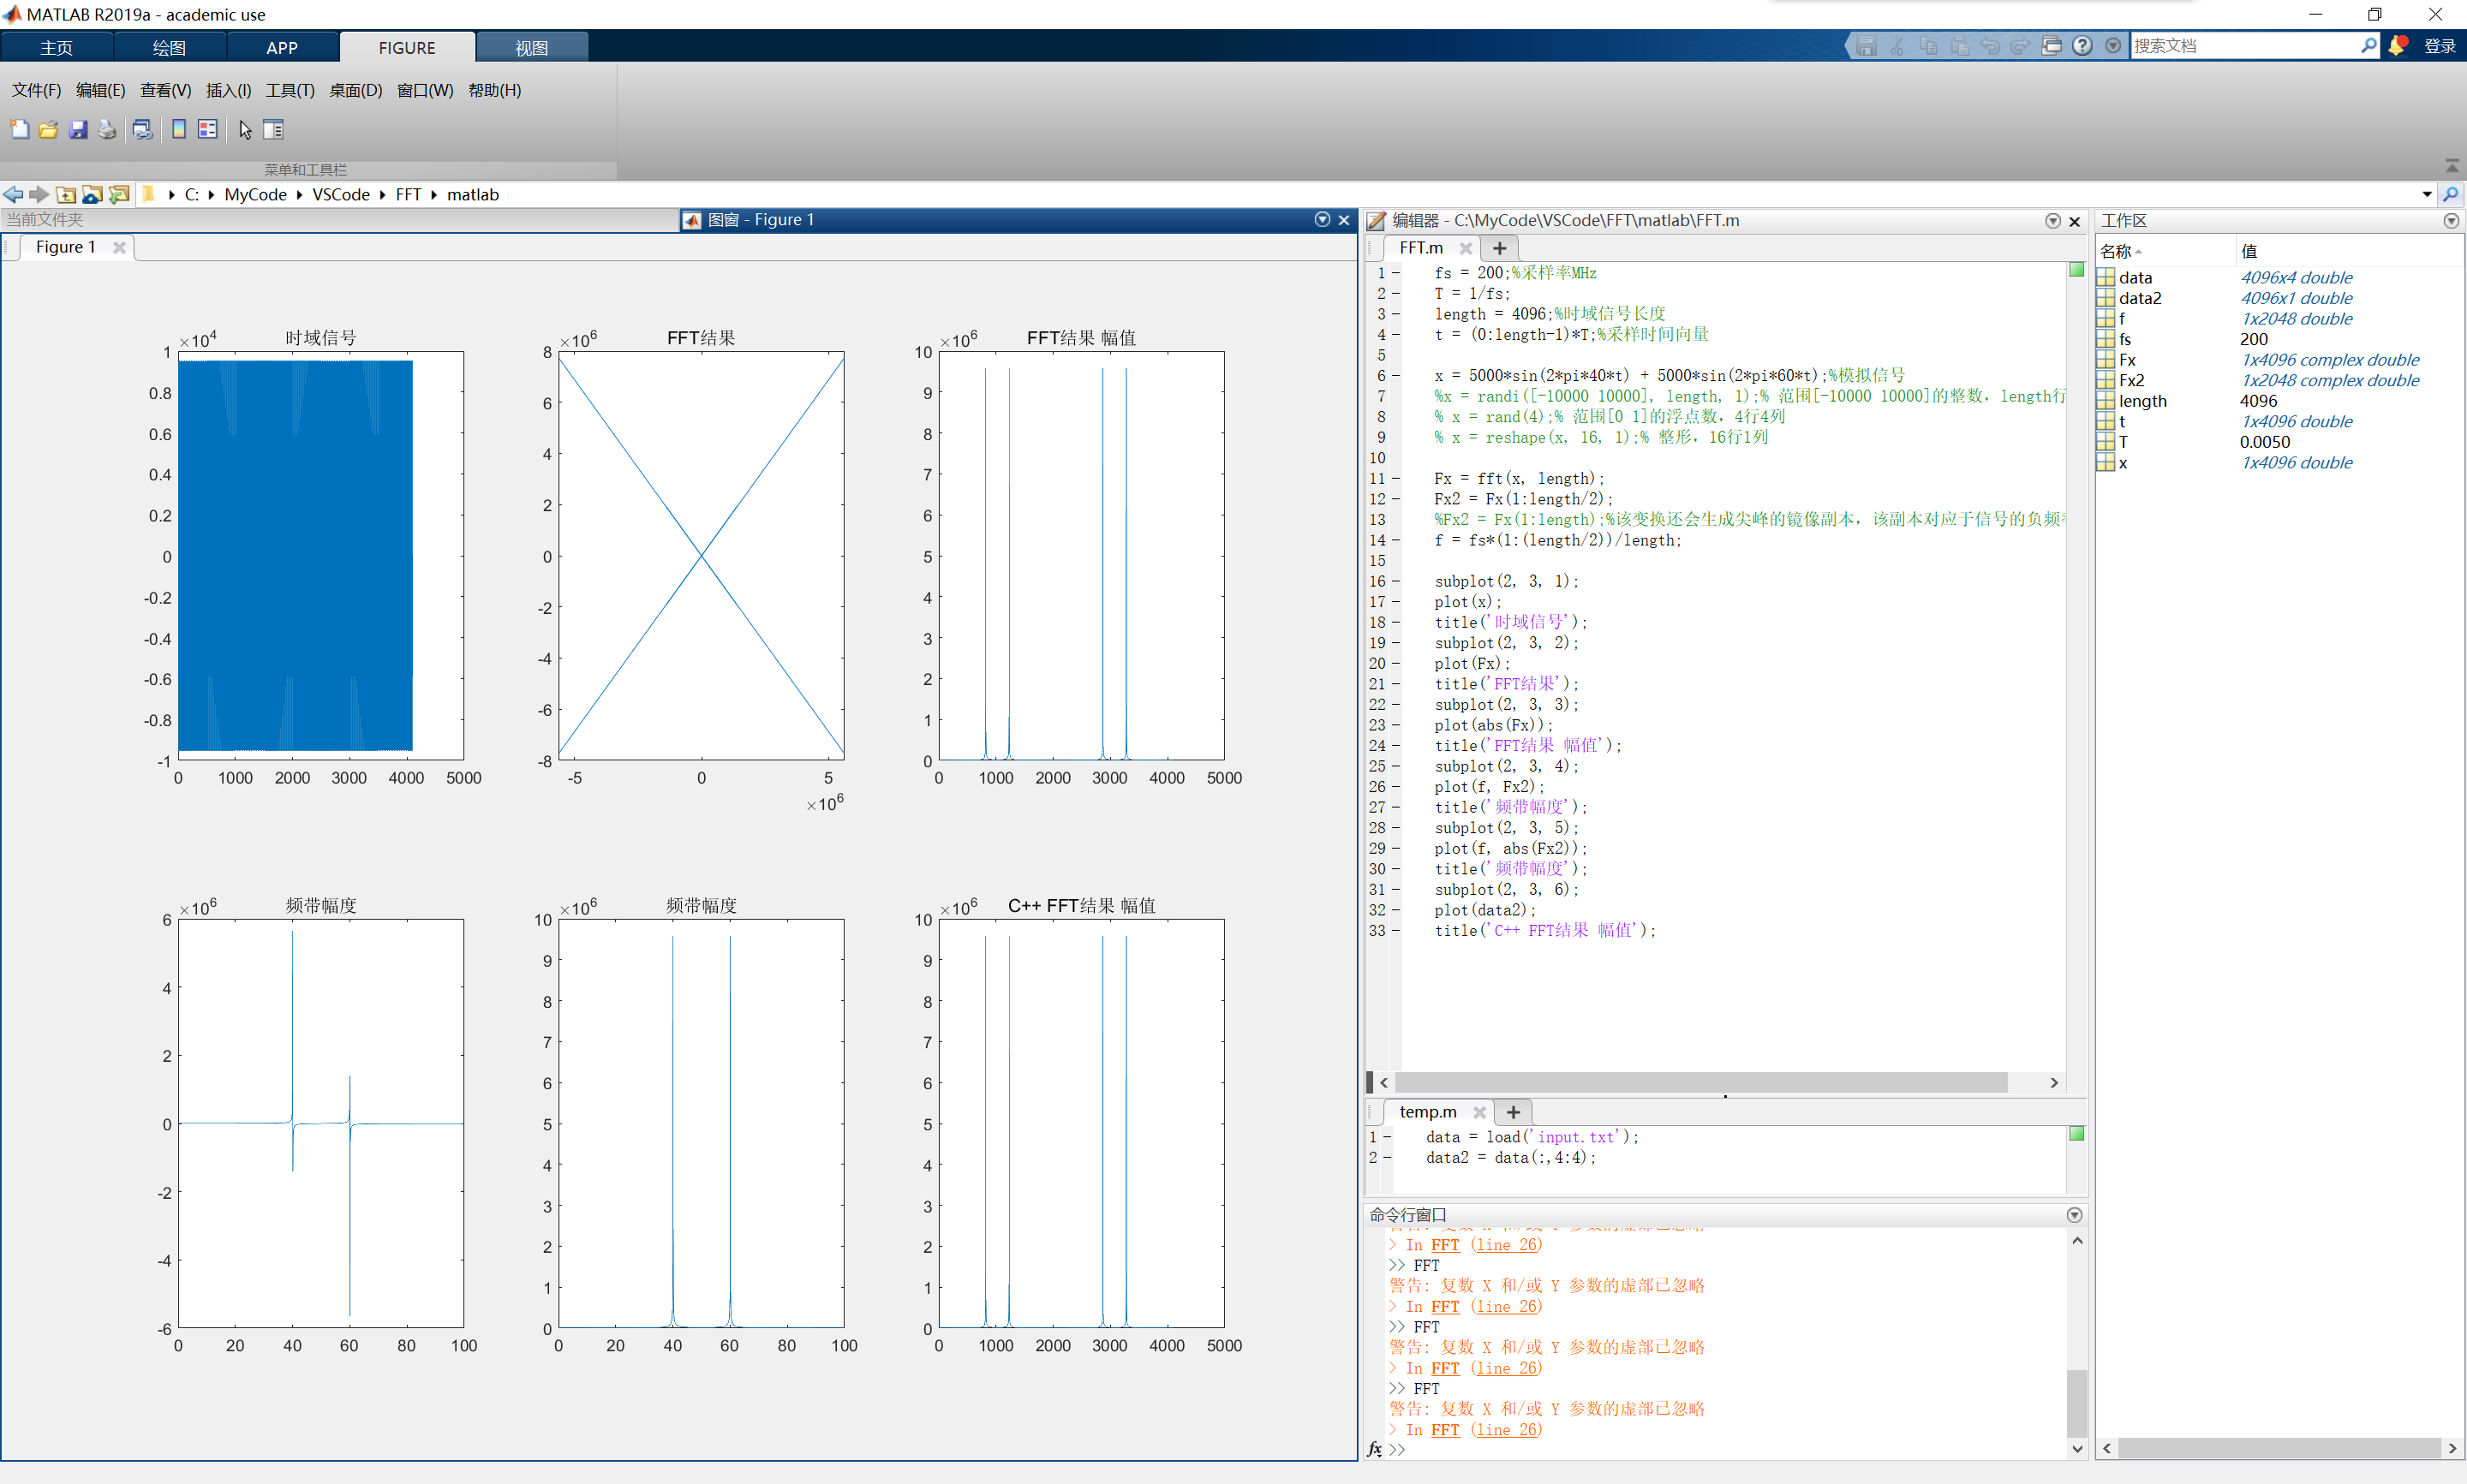 MATLAB R2019a - academic use
主页 绘图 APP FIGURE 视图 搜索文档 登录
文件(F) 编辑(E) 查看(V) 插入(I) 工具(T) 桌面(D) 窗口(W) 帮助(H)
菜单和工具栏
C: MyCode VSCode FFT matlab
当前文件夹
图窗 - Figure 1
Figure 1
时域信号
×10^4
1
0.8
0.6
0.4
0.2
0
-0.2
-0.4
-0.6
-0.8
-1
0 1000 2000 3000 4000 5000
FFT结果
×10^6
8
6
4
2
0
-2
-4
-6
-8
-5 0 5
×10^6
FFT结果 幅值
×10^6
10
9
8
7
6
5
4
3
2
1
0
0 1000 2000 3000 4000 5000
频带幅度
×10^6
6
4
2
0
-2
-4
-6
0 20 40 60 80 100
频带幅度
×10^6
10
9
8
7
6
5
4
3
2
1
0
0 20 40 60 80 100
C++ FFT结果 幅值
×10^6
10
9
8
7
6
5
4
3
2
1
0
0 1000 2000 3000 4000 5000
编辑器 - C:\MyCode\VSCode\FFT\matlab\FFT.m
FFT.m
1 fs = 200;%采样率MHz
2 T = 1/fs;
3 length = 4096;%时域信号长度
4 t = (0:length-1)*T;%采样时间向量
5
6 x = 5000*sin(2*pi*40*t) + 5000*sin(2*pi*60*t);%模拟信号
7 %x = randi([-10000 10000], length, 1);% 范围[-10000 10000]的整数，length行
8 % x = rand(4);% 范围[0 1]的浮点数，4行4列
9 % x = reshape(x, 16, 1);% 整形，16行1列
10
11 Fx = fft(x, length);
12 Fx2 = Fx(1:length/2);
13 %Fx2 = Fx(1:length);%该变换还会生成尖峰的镜像副本，该副本对应于信号的负频
14 f = fs*(1:(length/2))/length;
15
16 subplot(2, 3, 1);
17 plot(x);
18 title('时域信号');
19 subplot(2, 3, 2);
20 plot(Fx);
21 title('FFT结果');
22 subplot(2, 3, 3);
23 plot(abs(Fx));
24 title('FFT结果 幅值');
25 subplot(2, 3, 4);
26 plot(f, Fx2);
27 title('频带幅度');
28 subplot(2, 3, 5);
29 plot(f, abs(Fx2));
30 title('频带幅度');
31 subplot(2, 3, 6);
32 plot(data2);
33 title('C++ FFT结果 幅值');
temp.m
1 data = load('input.txt');
2 data2 = data(:,4:4);
命令行窗口
> In FFT (line 26)
>> FFT
警告: 复数 X 和/或 Y 参数的虚部已忽略
> In FFT (line 26)
>> FFT
警告: 复数 X 和/或 Y 参数的虚部已忽略
> In FFT (line 26)
>> FFT
警告: 复数 X 和/或 Y 参数的虚部已忽略
> In FFT (line 26)
fx >>
工作区
名称 值
data 4096x4 double
data2 4096x1 double
f 1x2048 double
fs 200
Fx 1x4096 complex double
Fx2 1x2048 complex double
length 4096
t 1x4096 double
T 0.0050
x 1x4096 double